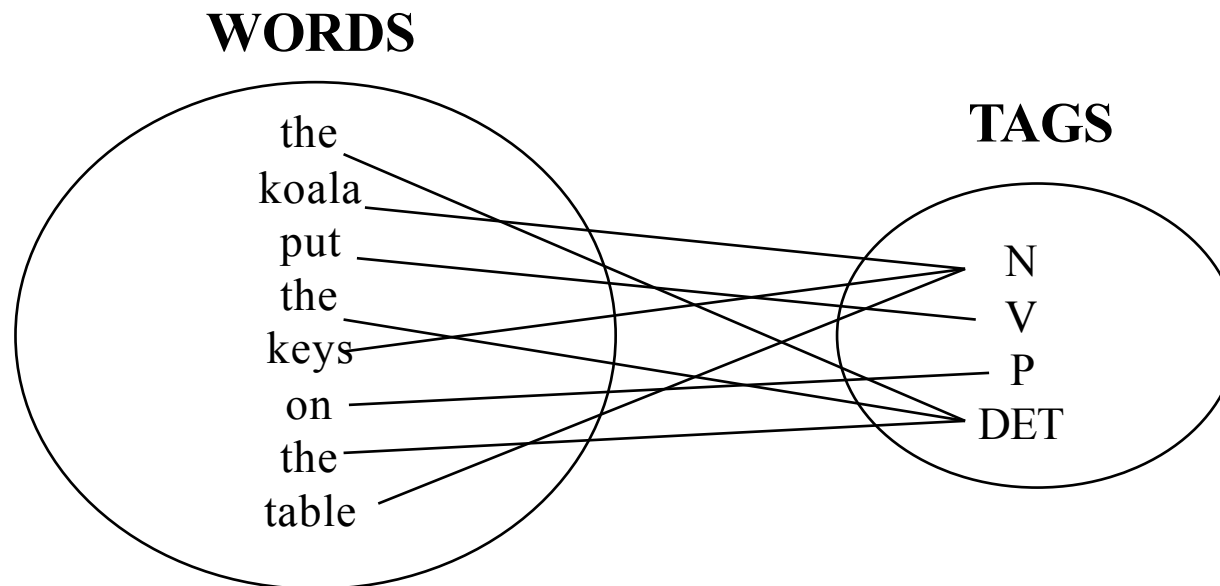 WORDS
the
koala
put
the
keys
on
the
table
TAGS
N
V
P
DET